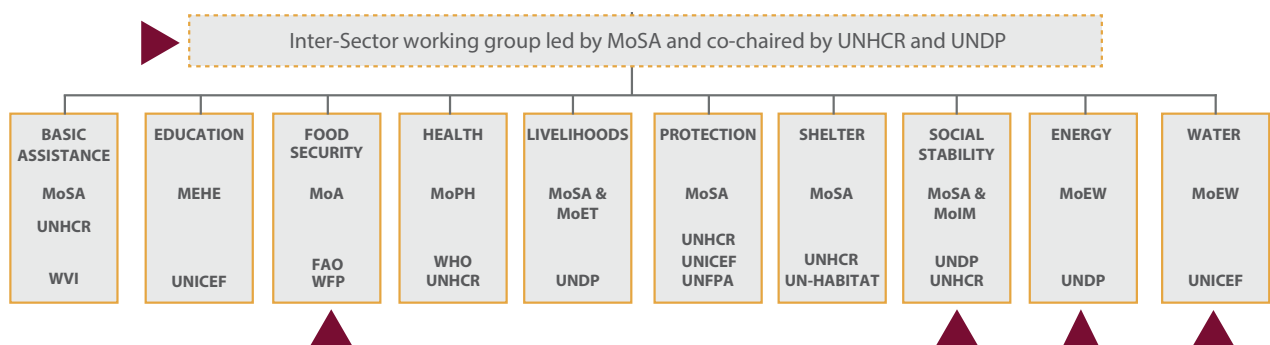 Inter-Sector working group led by MoSA and co-chaired by UNHCR and UNDP
BASIC
ASSISTANCE
MoSA
UNHCR
WVI
EDUCATION
MEHE
UNICEF
FOOD
SECURITY
MoA
FAO
WFP
HEALTH
MoPH
WHO
UNHCR
LIVELIHOODS
MoSA &
MoET
UNDP
PROTECTION
MoSA
UNHCR
UNICEF
UNFPA
SHELTER
MoSA
UNHCR
UN-HABITAT
SOCIAL
STABILITY
MoSA &
MoIM
UNDP
UNHCR
ENERGY
MoEW
UNDP
WATER
MoEW
UNICEF